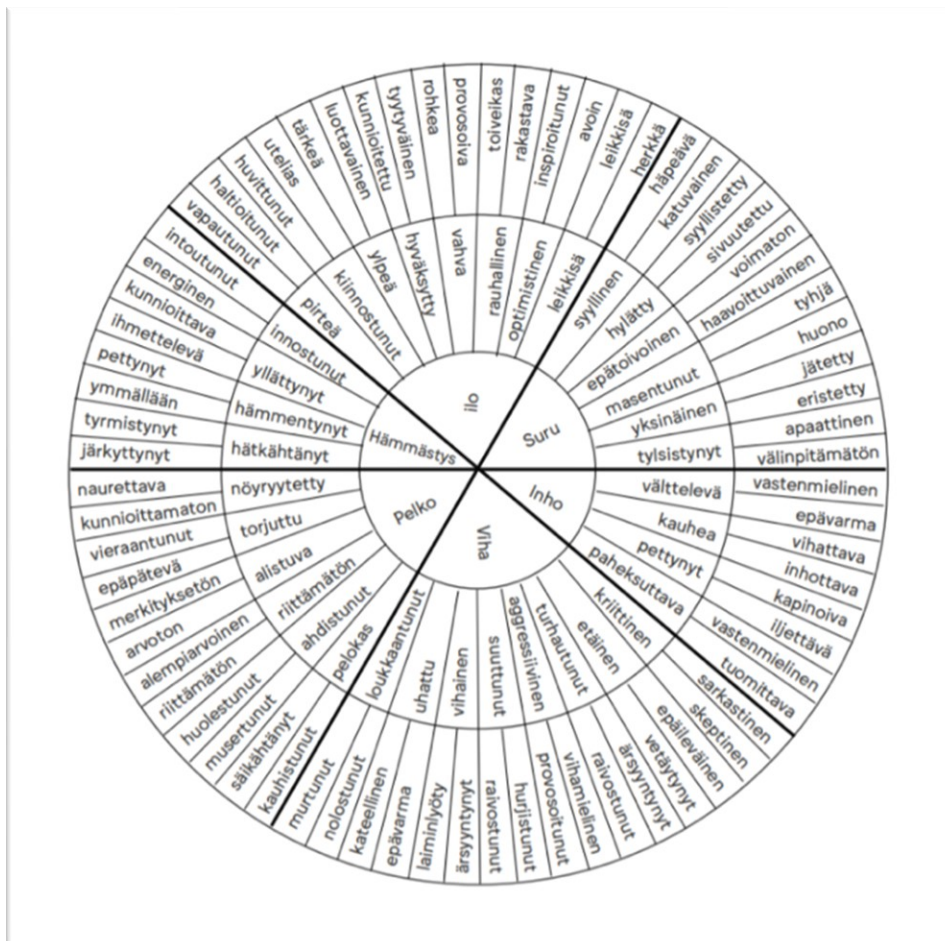 ilo
Suru
Inho
Viha
Pelko
Hämmästys
pirteä
kiinnostunut
ylpeä
hyväksytty
vahva
rauhallinen
optimistinen
leikkisä
syyllinen
hylätty
epätoivoinen
masentunut
yksinäinen
tylsistynyt
välttelevä
kauhea
pettynyt
paheksuttava
kriittinen
etäinen
turhautunut
aggressiivinen
suuttunut
vihainen
uhattu
loukkaantunut
pelokas
ahdistunut
riittämätön
alistuva
torjuttu
nöyryytetty
hätkähtänyt
hämmentynyt
yllättynyt
innostunut
vapautunut
haltioitunut
huvittunut
utelias
tärkeä
luottavainen
kunnioitettu
tyytyväinen
rohkea
provosoiva
toiveikas
rakastava
inspiroitunut
avoin
leikkisä
herkkä
häpeävä
katuvainen
syyllistetty
sivuutettu
voimaton
haavoittuvainen
tyhjä
huono
jätetty
eristetty
apaattinen
välinpitämätön
vastenmielinen
epävarma
vihattava
inhottava
kapinoiva
iljettävä
vastenmielinen
tuomittava
sarkastinen
skeptinen
epäileväinen
vetäytynyt
ärsyyntynyt
raivostunut
vihamielinen
provosoitunut
hurjistunut
raivostunut
ärsyyntynyt
laiminlyöty
epävarma
kateellinen
nolostunut
murtunut
kauhistunut
säikähtänyt
musertunut
huolestunut
riittämätön
alempiarvoinen
arvoton
merkityksetön
epäpätevä
vieraantunut
kunnioittamaton
naurettava
järkyttynyt
tyrmistynyt
ymmällään
pettynyt
ihmettelevä
kunnioittava
energinen
intoutunut